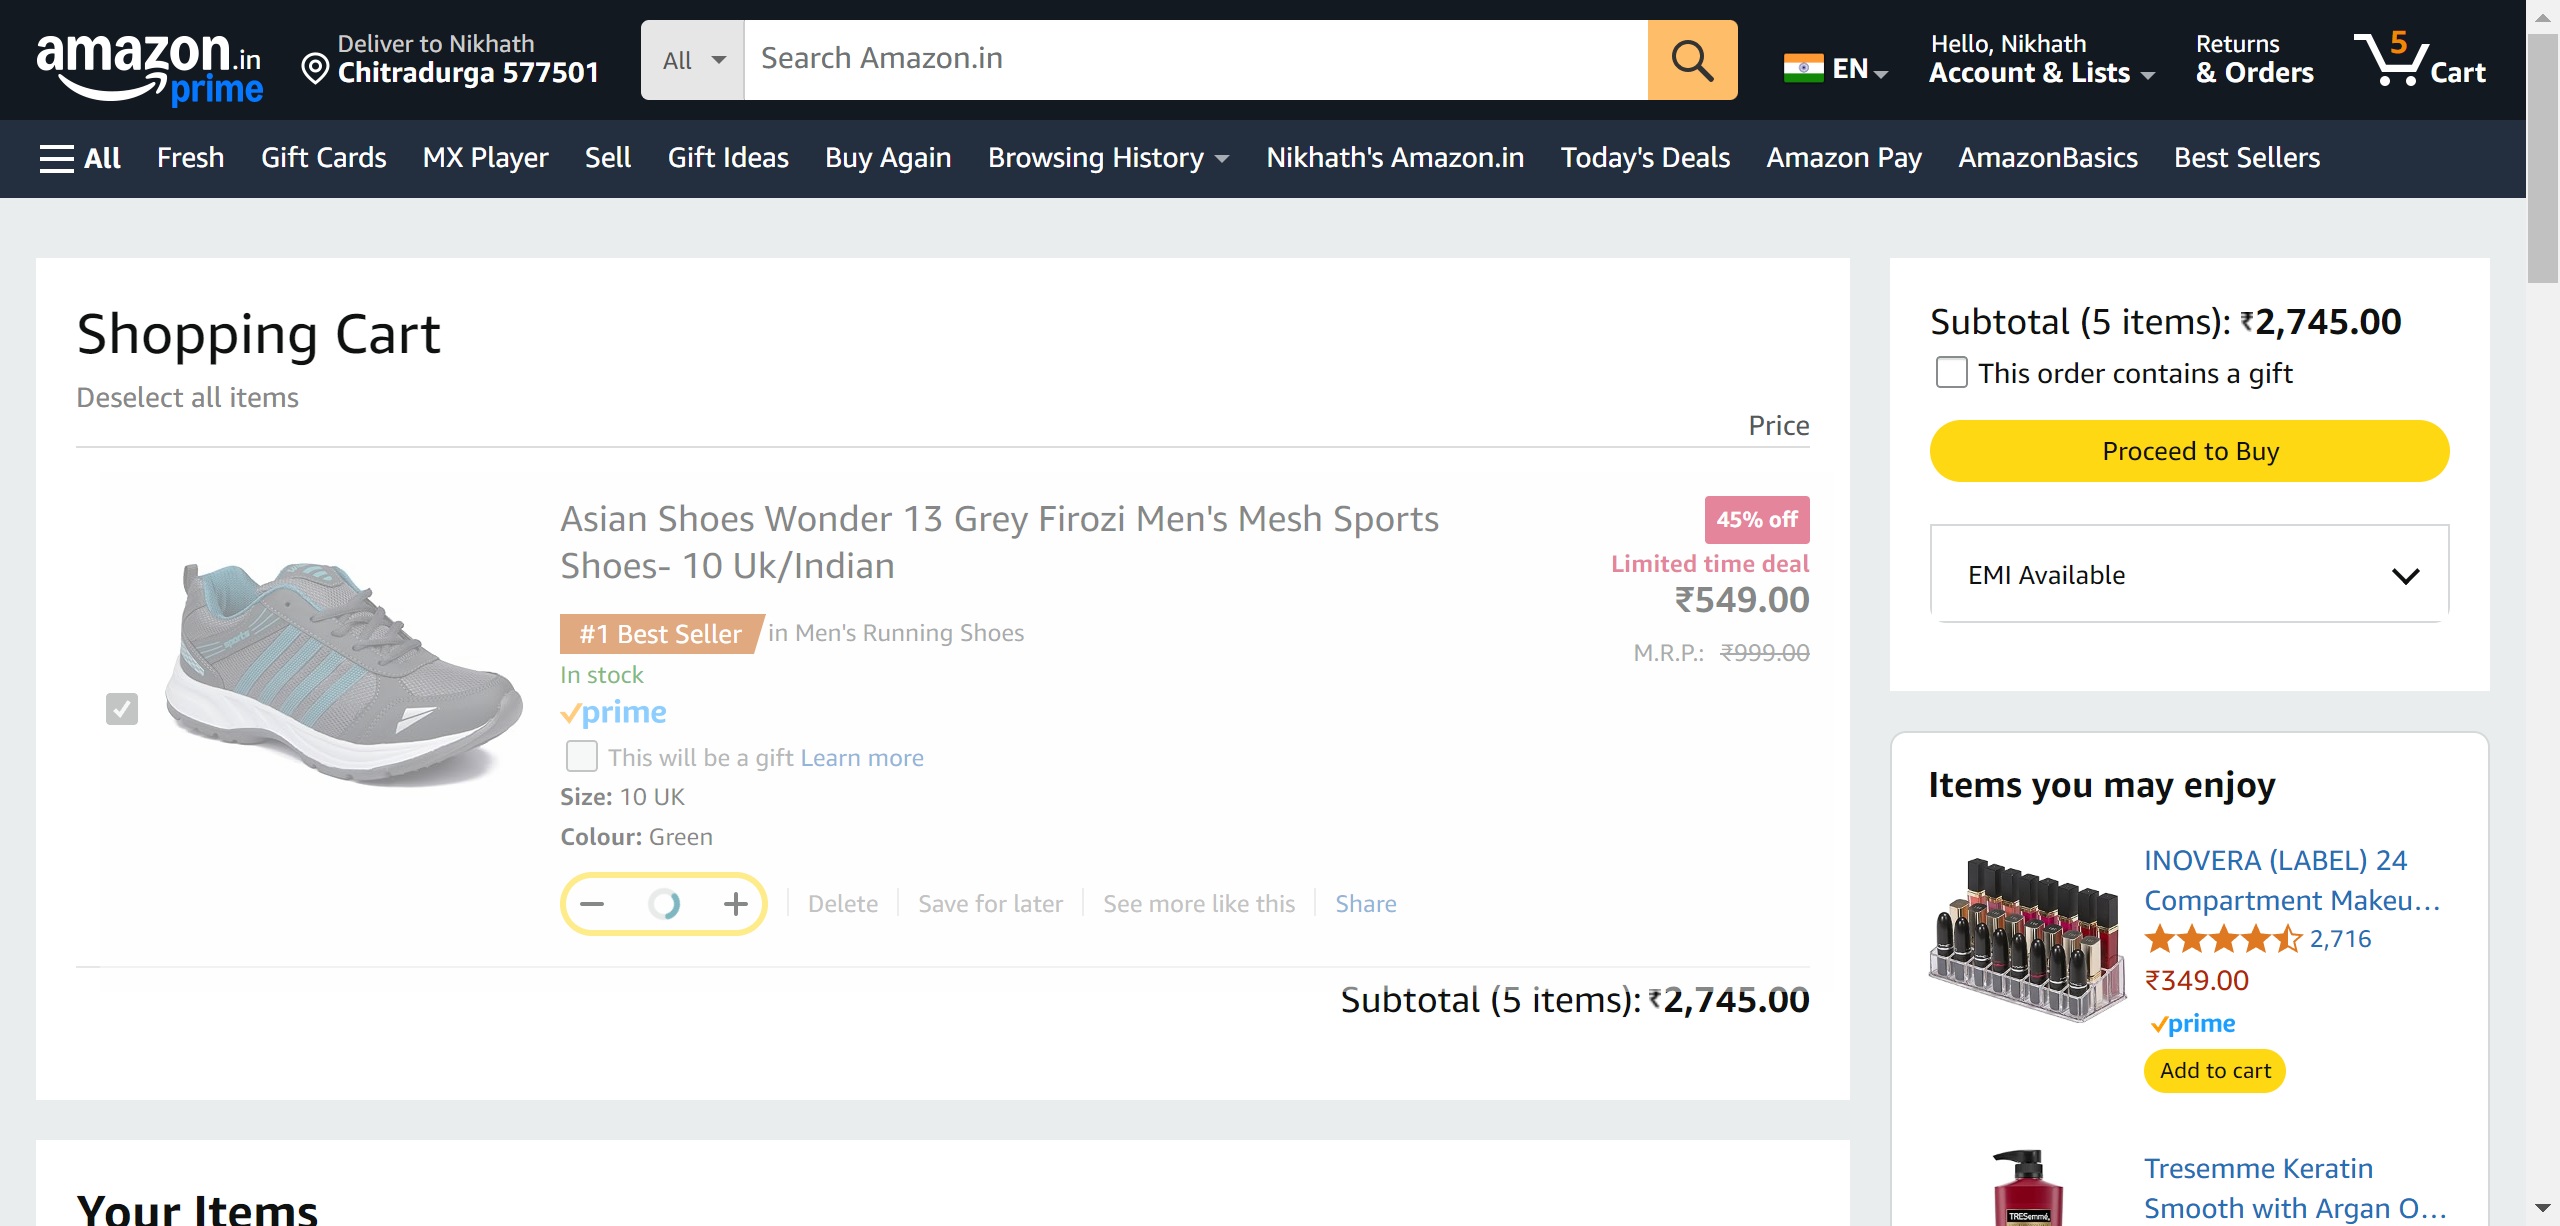 amazon.in
prime
Deliver to Nikhath
Chitradurga 577501
All
Search Amazon.in
EN
Hello, Nikhath
Account & Lists
Returns
& Orders
5
Cart
All
Fresh
Gift Cards
MX Player
Sell
Gift Ideas
Buy Again
Browsing History
Nikhath's Amazon.in
Today's Deals
Amazon Pay
AmazonBasics
Best Sellers
Shopping Cart
Deselect all items
Price
Asian Shoes Wonder 13 Grey Firozi Men's Mesh Sports
Shoes- 10 Uk/Indian
#1 Best Seller in Men's Running Shoes
In stock
prime
This will be a gift Learn more
Size: 10 UK
Colour: Green
Delete
Save for later
See more like this
Share
45% off
Limited time deal
₹549.00
M.R.P.: ₹999.00
Subtotal (5 items): ₹2,745.00
Your Items
Subtotal (5 items): ₹2,745.00
This order contains a gift
Proceed to Buy
EMI Available
Items you may enjoy
INOVERA (LABEL) 24
Compartment Makeu…
2,716
₹349.00
prime
Add to cart
TRESemmé
Tresemme Keratin
Smooth with Argan O…